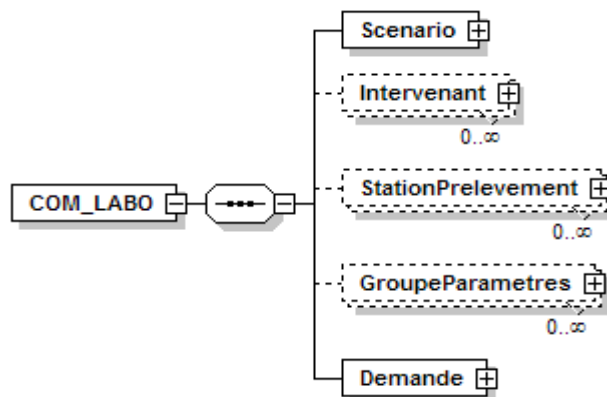 Scenario
Intervenant
0..∞
COM_LABO
StationPrelevement
0..∞
GroupeParametres
0..∞
Demande